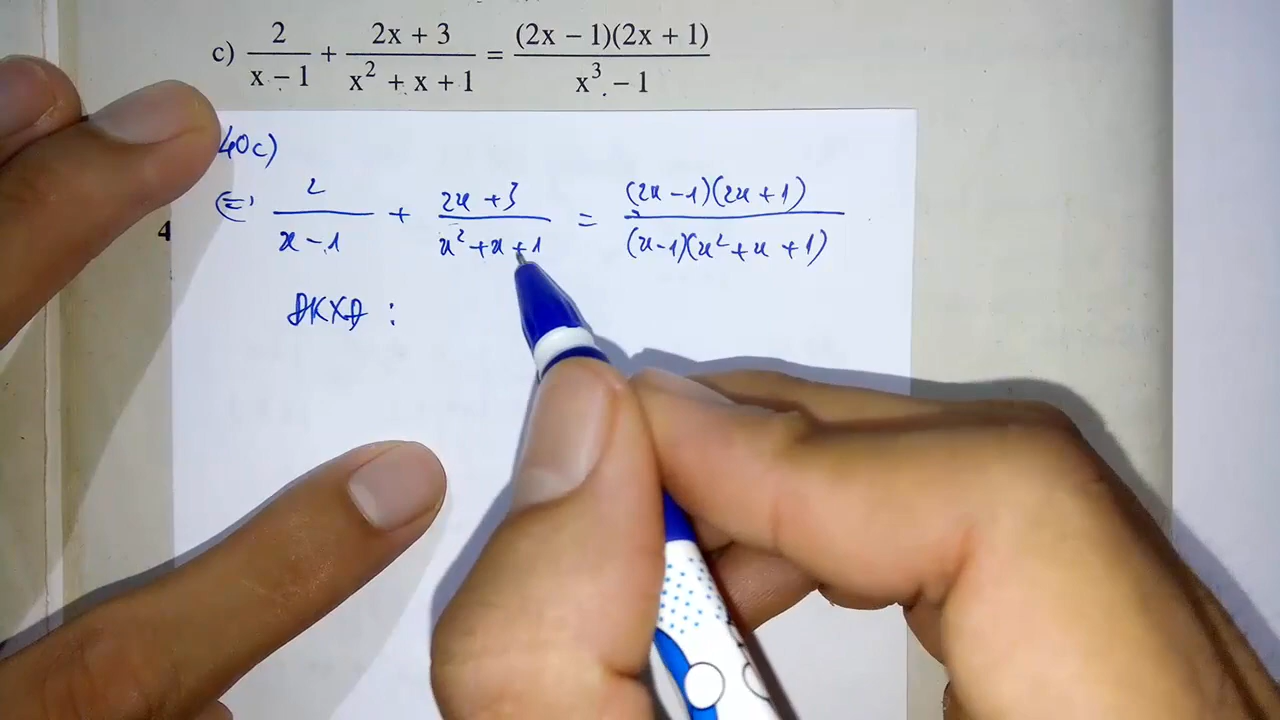 c) 2/(x − 1) + (2x + 3)/(x² + x + 1) = (2x − 1)(2x + 1)/(x³ − 1)
40c)
⇔ 2/(x − 1) + (2x + 3)/(x² + x + 1) = (2x − 1)(2x + 1)/((x − 1)(x² + x + 1)
4
ĐKXĐ :